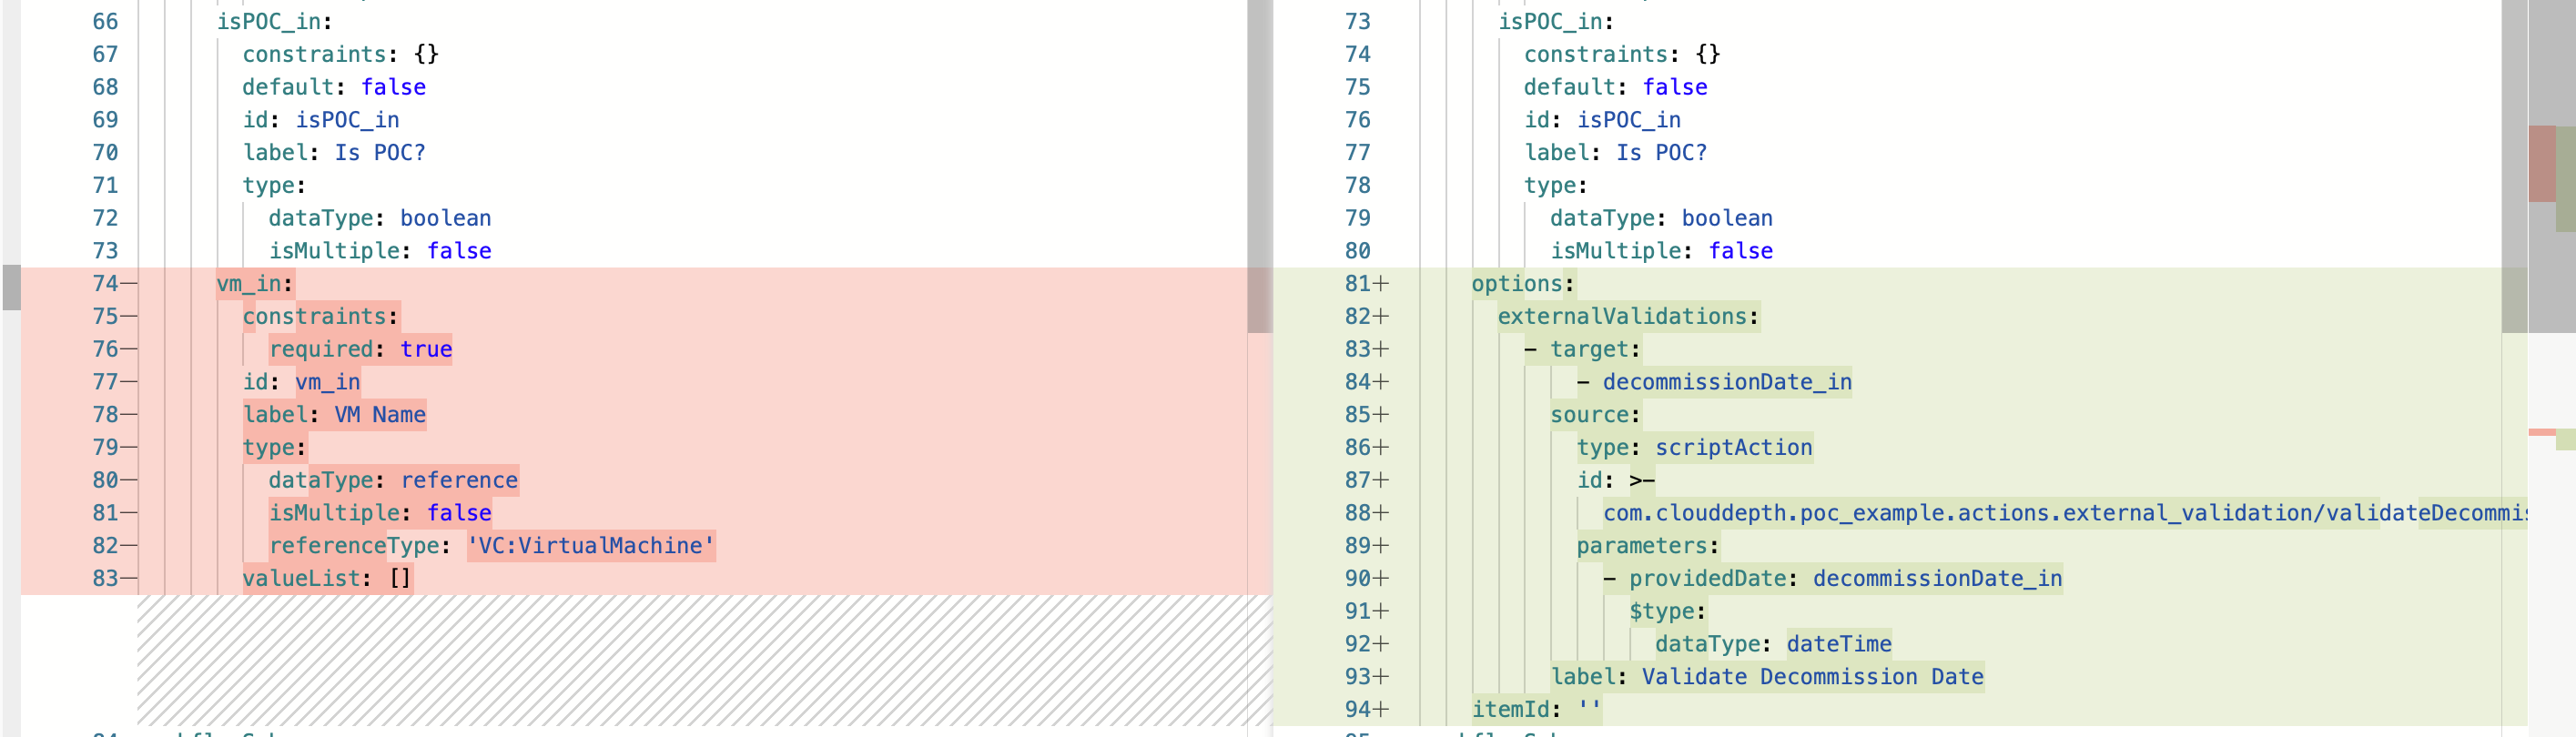 66 isPOC_in:
67 constraints: {}
68 default: false
69 id: isPOC_in
70 label: Is POC?
71 type:
72 dataType: boolean
73 isMultiple: false
74— vm_in:
75— constraints:
76— required: true
77— id: vm_in
78— label: VM Name
79— type:
80— dataType: reference
81— isMultiple: false
82— referenceType: 'VC:VirtualMachine'
83— valueList: []
73 isPOC_in:
74 constraints: {}
75 default: false
76 id: isPOC_in
77 label: Is POC?
78 type:
79 dataType: boolean
80 isMultiple: false
81+ options:
82+ externalValidations:
83+ - target:
84+ - decommissionDate_in
85+ source:
86+ type: scriptAction
87+ id: >-
88+ com.clouddepth.poc_example.actions.external_validation/validateDecommis
89+ parameters:
90+ - providedDate: decommissionDate_in
91+ $type:
92+ dataType: dateTime
93+ label: Validate Decommission Date
94+ itemId: ''